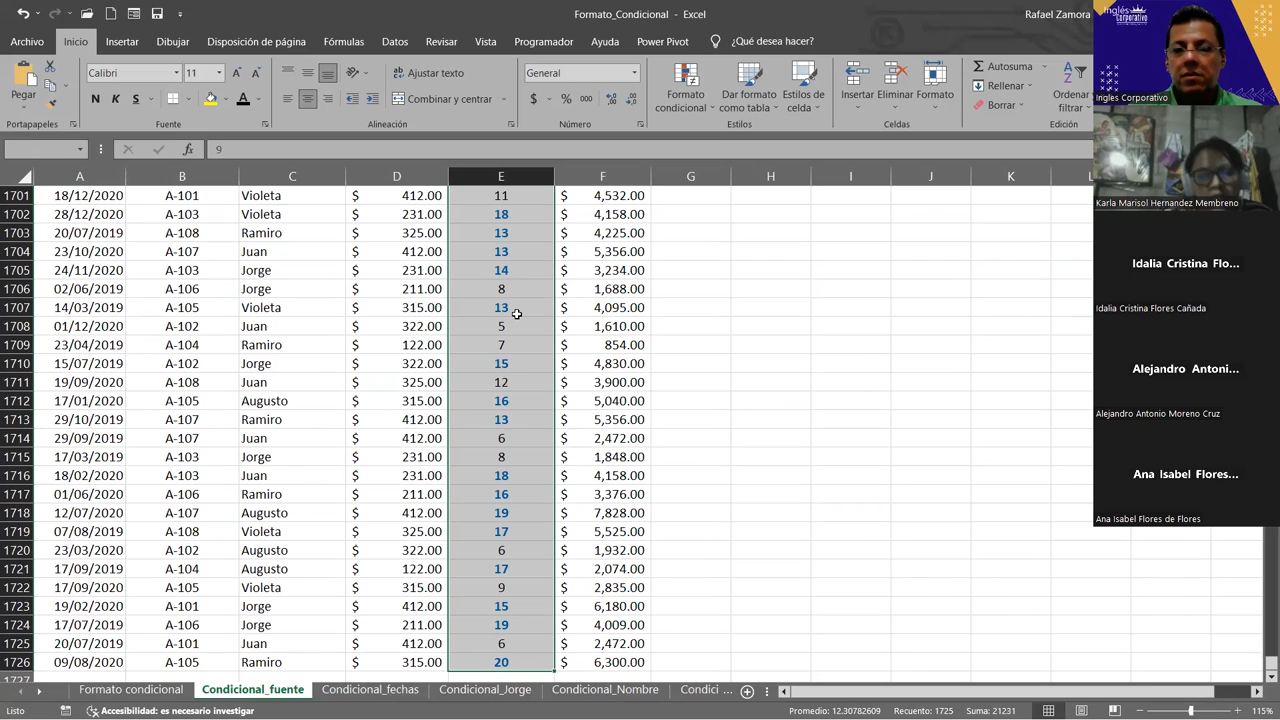 Formato_Condicional - Excel
Rafael Zamora
Archivo Inicio Insertar Dibujar Disposición de página Fórmulas Datos Revisar Vista Programador Ayuda Power Pivot ¿Qué desea hacer?
Pegar
Calibri 11
N K S
Ajustar texto
Combinar y centrar
General
$ % 000
Formato condicional
Dar formato como tabla
Estilos de celda
Insertar Eliminar Formato
Autosuma
Rellenar
Borrar
Ordenar filtrar
Portapapeles Fuente Alineación Número Estilos Celdas Edición
fx 9
A B C D E F G H I J K L
1701 18/12/2020 A-101 Violeta $ 412.00 11 $ 4,532.00
1702 28/12/2020 A-103 Violeta $ 231.00 18 $ 4,158.00
1703 20/07/2019 A-108 Ramiro $ 325.00 13 $ 4,225.00
1704 23/10/2020 A-107 Juan $ 412.00 13 $ 5,356.00
1705 24/11/2020 A-103 Jorge $ 231.00 14 $ 3,234.00
1706 02/06/2019 A-106 Jorge $ 211.00 8 $ 1,688.00
1707 14/03/2019 A-105 Violeta $ 315.00 13 $ 4,095.00
1708 01/12/2020 A-102 Juan $ 322.00 5 $ 1,610.00
1709 23/04/2019 A-104 Ramiro $ 122.00 7 $ 854.00
1710 15/07/2019 A-102 Jorge $ 322.00 15 $ 4,830.00
1711 19/09/2020 A-108 Juan $ 325.00 12 $ 3,900.00
1712 17/01/2020 A-105 Augusto $ 315.00 16 $ 5,040.00
1713 29/10/2019 A-107 Ramiro $ 412.00 13 $ 5,356.00
1714 29/09/2019 A-107 Juan $ 412.00 6 $ 2,472.00
1715 17/03/2019 A-103 Jorge $ 231.00 8 $ 1,848.00
1716 18/02/2020 A-103 Juan $ 231.00 18 $ 4,158.00
1717 01/06/2019 A-106 Ramiro $ 211.00 16 $ 3,376.00
1718 12/07/2020 A-107 Augusto $ 412.00 19 $ 7,828.00
1719 07/08/2019 A-108 Violeta $ 325.00 17 $ 5,525.00
1720 23/03/2020 A-102 Augusto $ 322.00 6 $ 1,932.00
1721 17/09/2019 A-104 Augusto $ 122.00 17 $ 2,074.00
1722 17/09/2020 A-105 Violeta $ 315.00 9 $ 2,835.00
1723 19/02/2020 A-101 Jorge $ 412.00 15 $ 6,180.00
1724 17/07/2019 A-106 Jorge $ 211.00 19 $ 4,009.00
1725 20/07/2019 A-101 Juan $ 412.00 6 $ 2,472.00
1726 09/08/2020 A-105 Ramiro $ 315.00 20 $ 6,300.00
1727
Formato condicional Condicional_fuente Condicional_fechas Condicional_Jorge Condicional_Nombre Condici ...
Listo Accesibilidad: es necesario investigar Promedio: 12.30782609 Recuento: 1725 Suma: 21231 115%
Inglés Corporativo
Ingles Corporativo
Karla Marisol Hernandez Membreno
Idalia Cristina Flo...
Idalia Cristina Flores Cañada
Alejandro Antoni...
Alejandro Antonio Moreno Cruz
Ana Isabel Flores...
Ana Isabel Flores de Flores